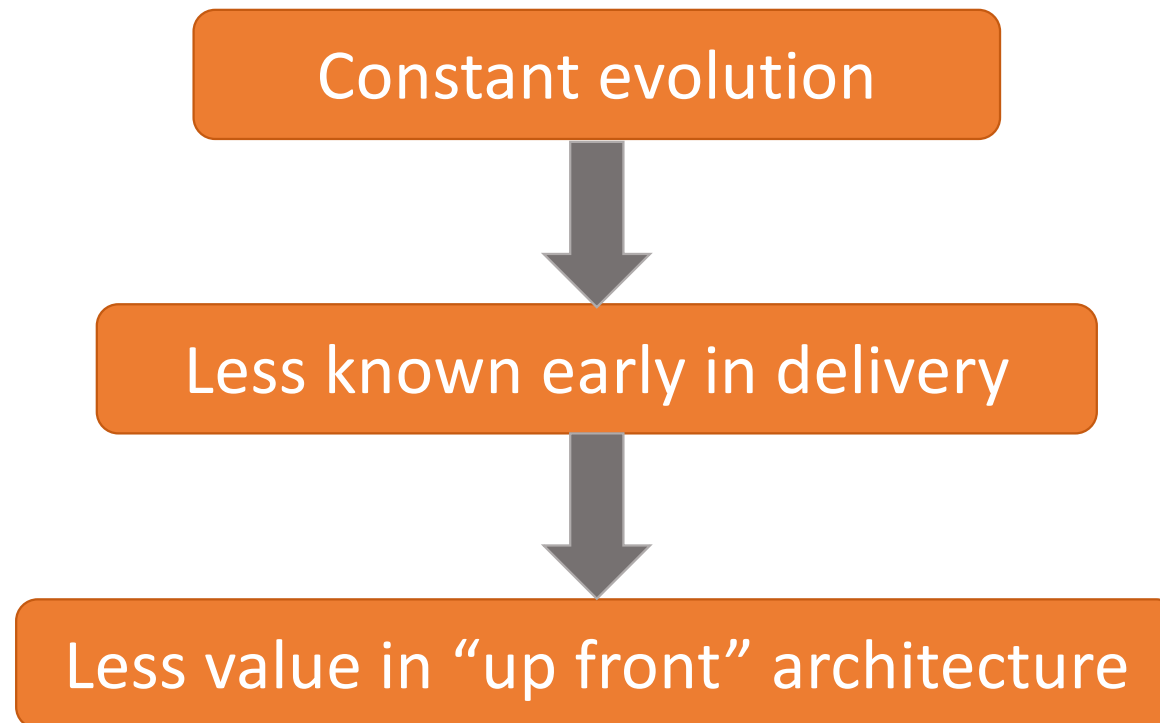 Constant evolution
Less known early in delivery
Less value in “up front” architecture